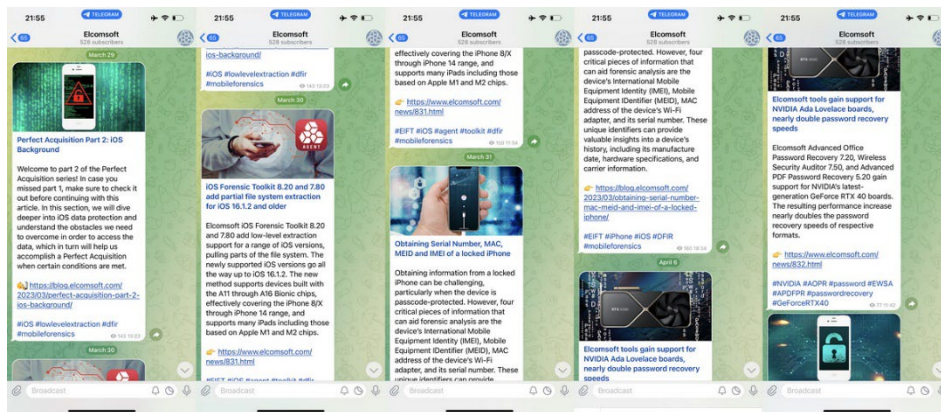 21:55
TELEGRAM
65
Elcomsoft
528 subscribers
March 29
Perfect Acquisition Part 2: iOS
Background
Welcome to part 2 of the Perfect
Acquisition series! In case you
missed part 1, make sure to check it
out before continuing with this
article. In this section, we will dive
deeper into iOS data protection and
understand the obstacles we need
to overcome in order to access the
data, which in turn will help us
accomplish a Perfect Acquisition
when certain conditions are met.
https://blog.elcomsoft.com/
2023/03/perfect-acquisition-part-2-
ios-background/
#iOS #lowlevelextraction #dfir
#mobileforensics
March 30
Broadcast
21:55
TELEGRAM
65
Elcomsoft
528 subscribers
ios-background/
#iOS #lowlevelextraction #dfir
#mobileforensics
March 30
AGENT
iOS Forensic Toolkit 8.20 and 7.80
add partial file system extraction
for iOS 16.1.2 and older
Elcomsoft iOS Forensic Toolkit 8.20
and 7.80 add low-level extraction
support for a range of iOS versions,
pulling parts of the file system. The
newly supported iOS versions go all
the way up to iOS 16.1.2. The new
method supports devices built with
the A11 through A16 Bionic chips,
effectively covering the iPhone 8/X
through iPhone 14 range, and
supports many iPads including those
based on Apple M1 and M2 chips.
https://www.elcomsoft.com/
news/831.html
#EIFT #iOS #agent #toolkit #dfir
Broadcast
21:55
TELEGRAM
65
Elcomsoft
528 subscribers
effectively covering the iPhone 8/X
through iPhone 14 range, and
supports many iPads including those
based on Apple M1 and M2 chips.
https://www.elcomsoft.com/
news/831.html
#EIFT #iOS #agent #toolkit #dfir
#mobileforensics
March 31
Obtaining Serial Number, MAC,
MEID and IMEI of a locked iPhone
Obtaining information from a locked
iPhone can be challenging,
particularly when the device is
passcode-protected. However, four
critical pieces of information that
can aid forensic analysis are the
device's International Mobile
Equipment Identity (IMEI), Mobile
Equipment IDentifier (MEID), MAC
address of the device's Wi-Fi
adapter, and its serial number. These
unique identifiers can provide
Broadcast
21:55
TELEGRAM
65
Elcomsoft
528 subscribers
passcode-protected. However, four
critical pieces of information that
can aid forensic analysis are the
device's International Mobile
Equipment Identity (IMEI), Mobile
Equipment IDentifier (MEID), MAC
address of the device's Wi-Fi
adapter, and its serial number. These
unique identifiers can provide
valuable insights into a device's
history, including its manufacture
date, hardware specifications, and
carrier information.
https://blog.elcomsoft.com/
2023/03/obtaining-serial-number-
mac-meid-and-imei-of-a-locked-
iphone/
#EIFT #iPhone #iOS #DFIR
#mobileforensics
April 6
Elcomsoft tools gain support for
NVIDIA Ada Lovelace boards,
nearly double password recovery
speeds
Broadcast
21:55
TELEGRAM
65
Elcomsoft
528 subscribers
Elcomsoft tools gain support for
NVIDIA Ada Lovelace boards,
nearly double password recovery
speeds
Elcomsoft Advanced Office
Password Recovery 7.20, Wireless
Security Auditor 7.50, and Advanced
PDF Password Recovery 5.20 gain
support for NVIDIA's latest-
generation GeForce RTX 40 boards.
The resulting performance increase
nearly doubles the password
recovery speeds of respective
formats.
https://www.elcomsoft.com/
news/832.html
#NVIDIA #AOPR #password #EWSA
#APDFPR #passwordrecovery
#GeForceRTX40
Broadcast